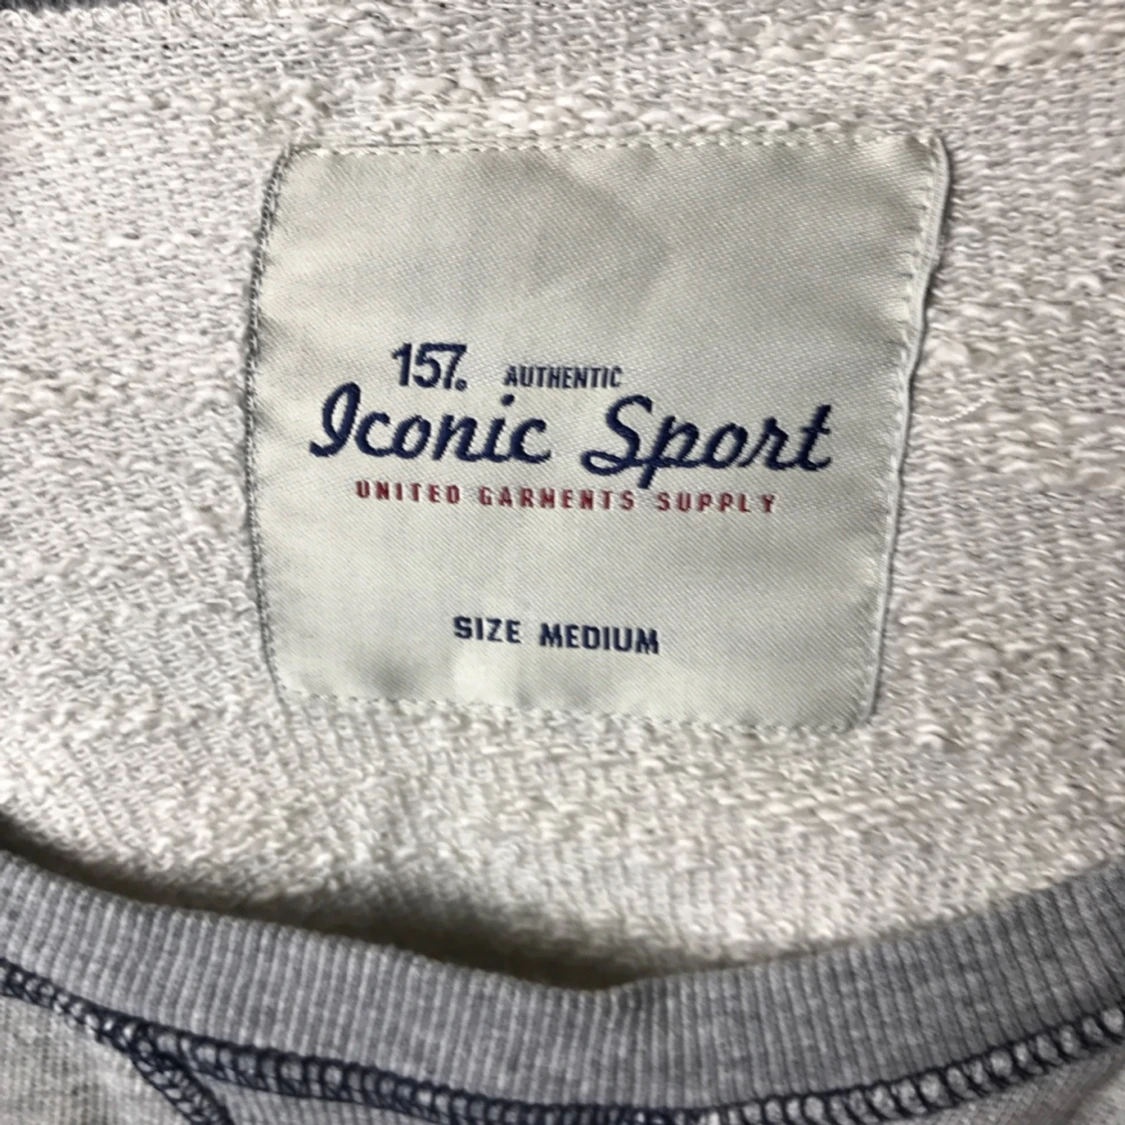 157. AUTHENTIC
Iconic Sport
UNITED GARMENTS SUPPLY
SIZE MEDIUM